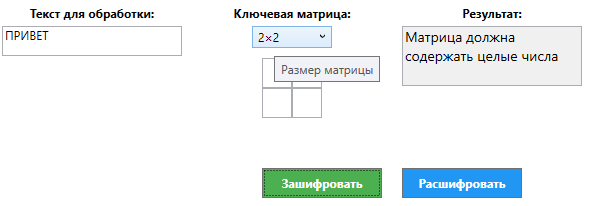 Текст для обработки:
Ключевая матрица:
Результат:
ПРИВЕТ
2×2
Размер матрицы
Матрица должна
содержать целые числа
Зашифровать
Расшифровать